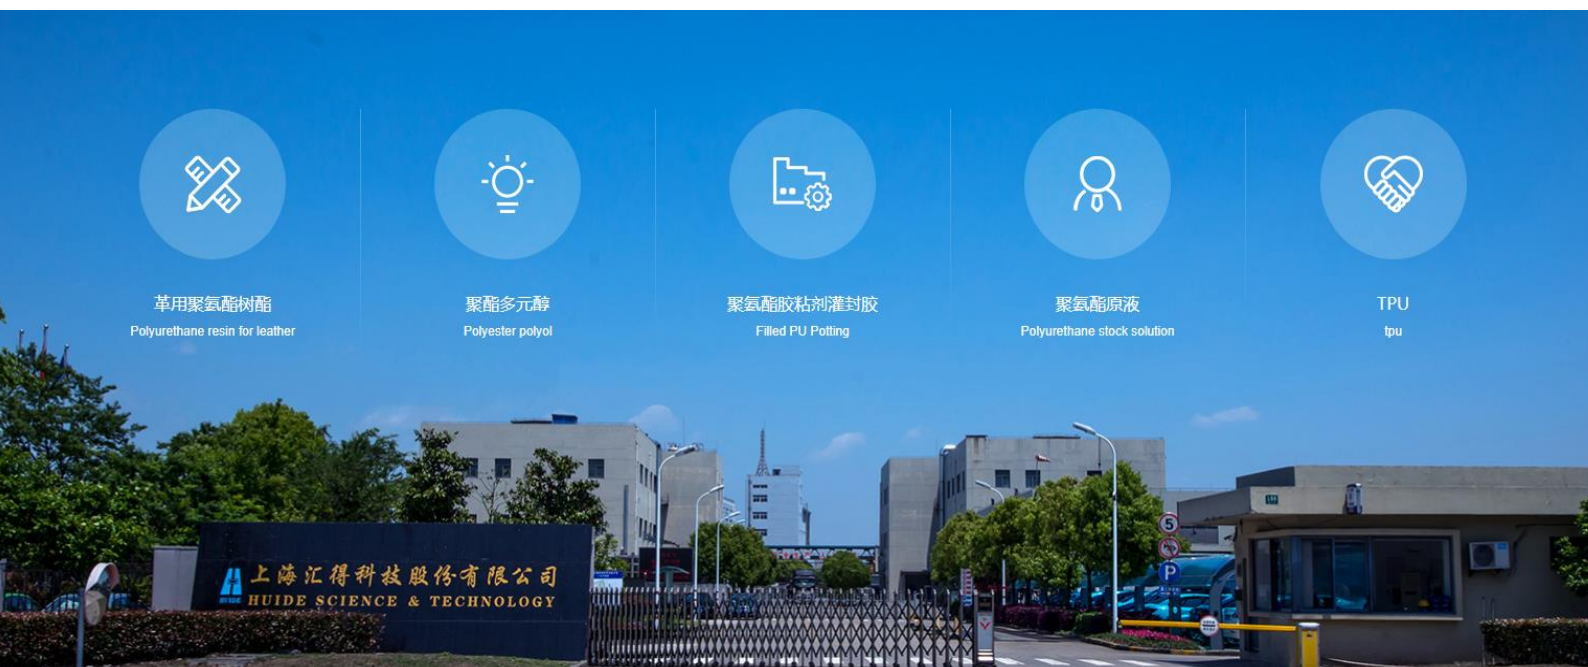 革用聚氨酯树酯
Polyurethane resin for leather
聚酯多元醇
Polyester polyol
聚氨酯胶粘剂灌封胶
Filled PU Potting
聚氨酯原液
Polyurethane stock solution
TPU
tpu
上海汇得科技股份有限公司
HUIDE SCIENCE & TECHNOLOGY
5
P